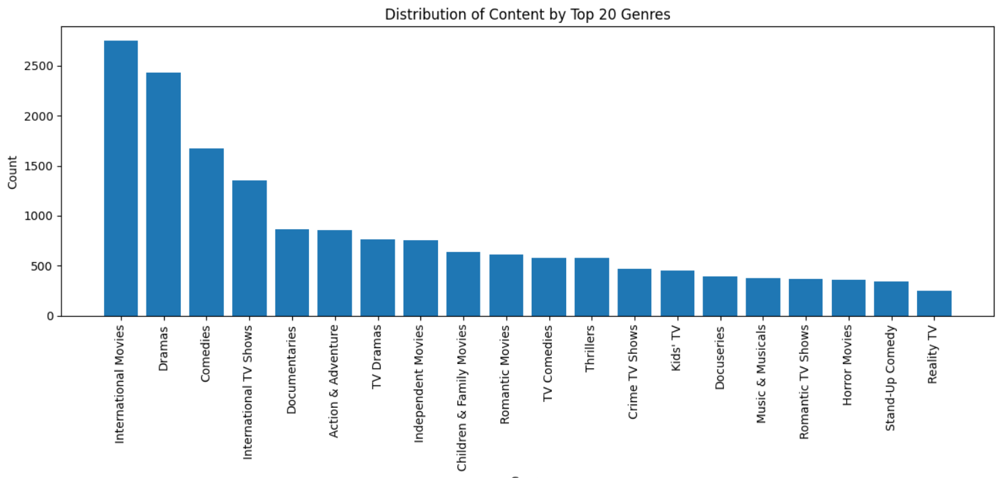 Distribution of Content by Top 20 Genres
Count
2500
2000
1500
1000
500
0
International Movies
Dramas
Comedies
International TV Shows
Documentaries
Action & Adventure
TV Dramas
Independent Movies
Children & Family Movies
Romantic Movies
TV Comedies
Thrillers
Crime TV Shows
Kids' TV
Docuseries
Music & Musicals
Romantic TV Shows
Horror Movies
Stand-Up Comedy
Reality TV